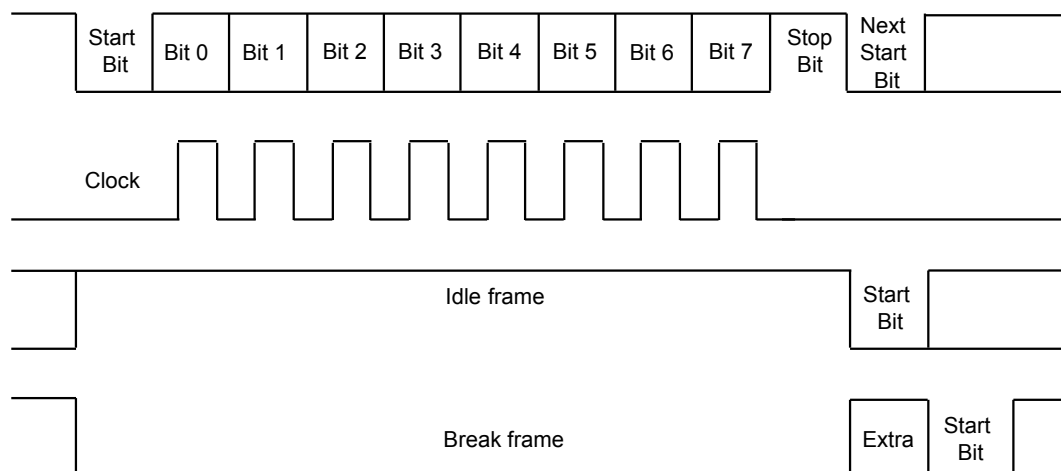 Start
Bit
Bit 0
Bit 1
Bit 2
Bit 3
Bit 4
Bit 5
Bit 6
Bit 7
Stop
Bit
Next
Start
Bit
Clock
Idle frame
Start
Bit
Break frame
Extra
Start
Bit